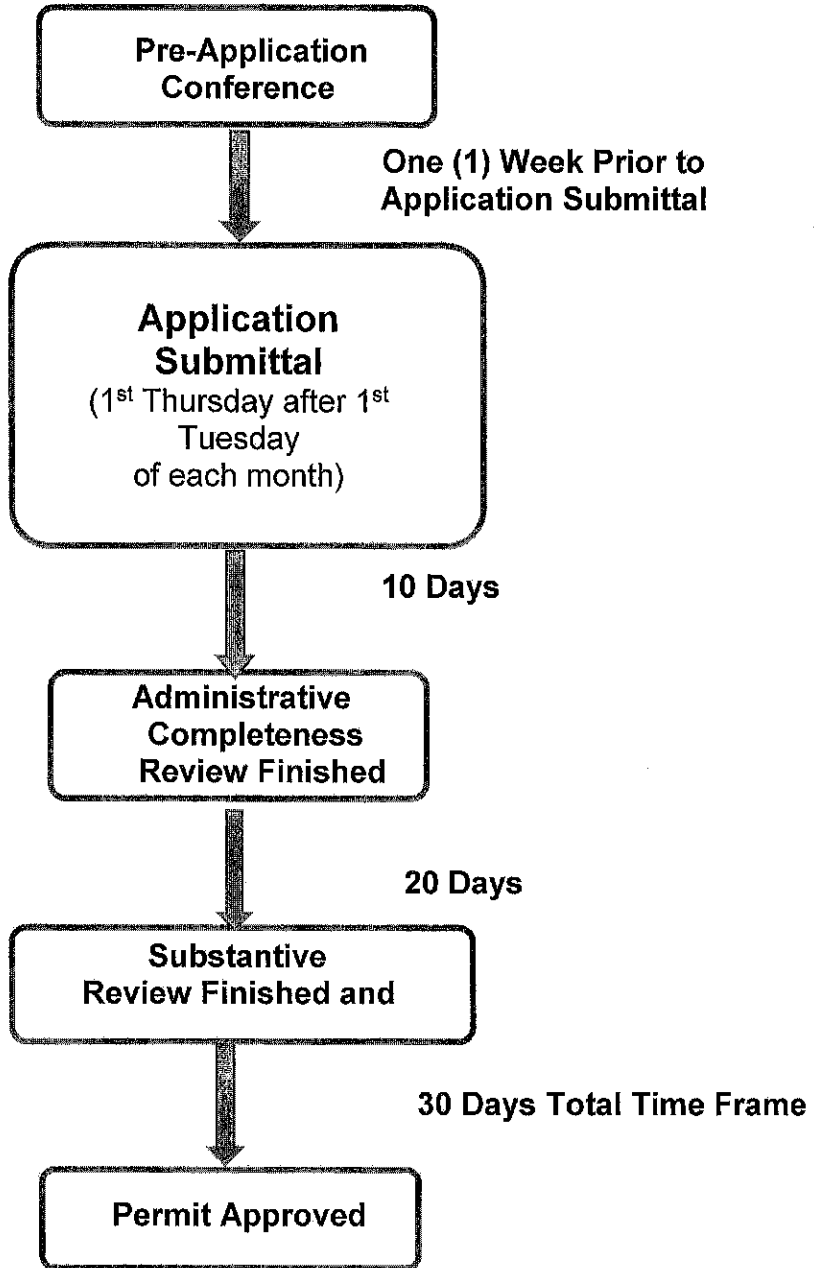 Pre-Application
Conference
One (1) Week Prior to
Application Submittal
Application
Submittal
(1st Thursday after 1st
Tuesday
of each month)
10 Days
Administrative
Completeness
Review Finished
20 Days
Substantive
Review Finished and
30 Days Total Time Frame
Permit Approved